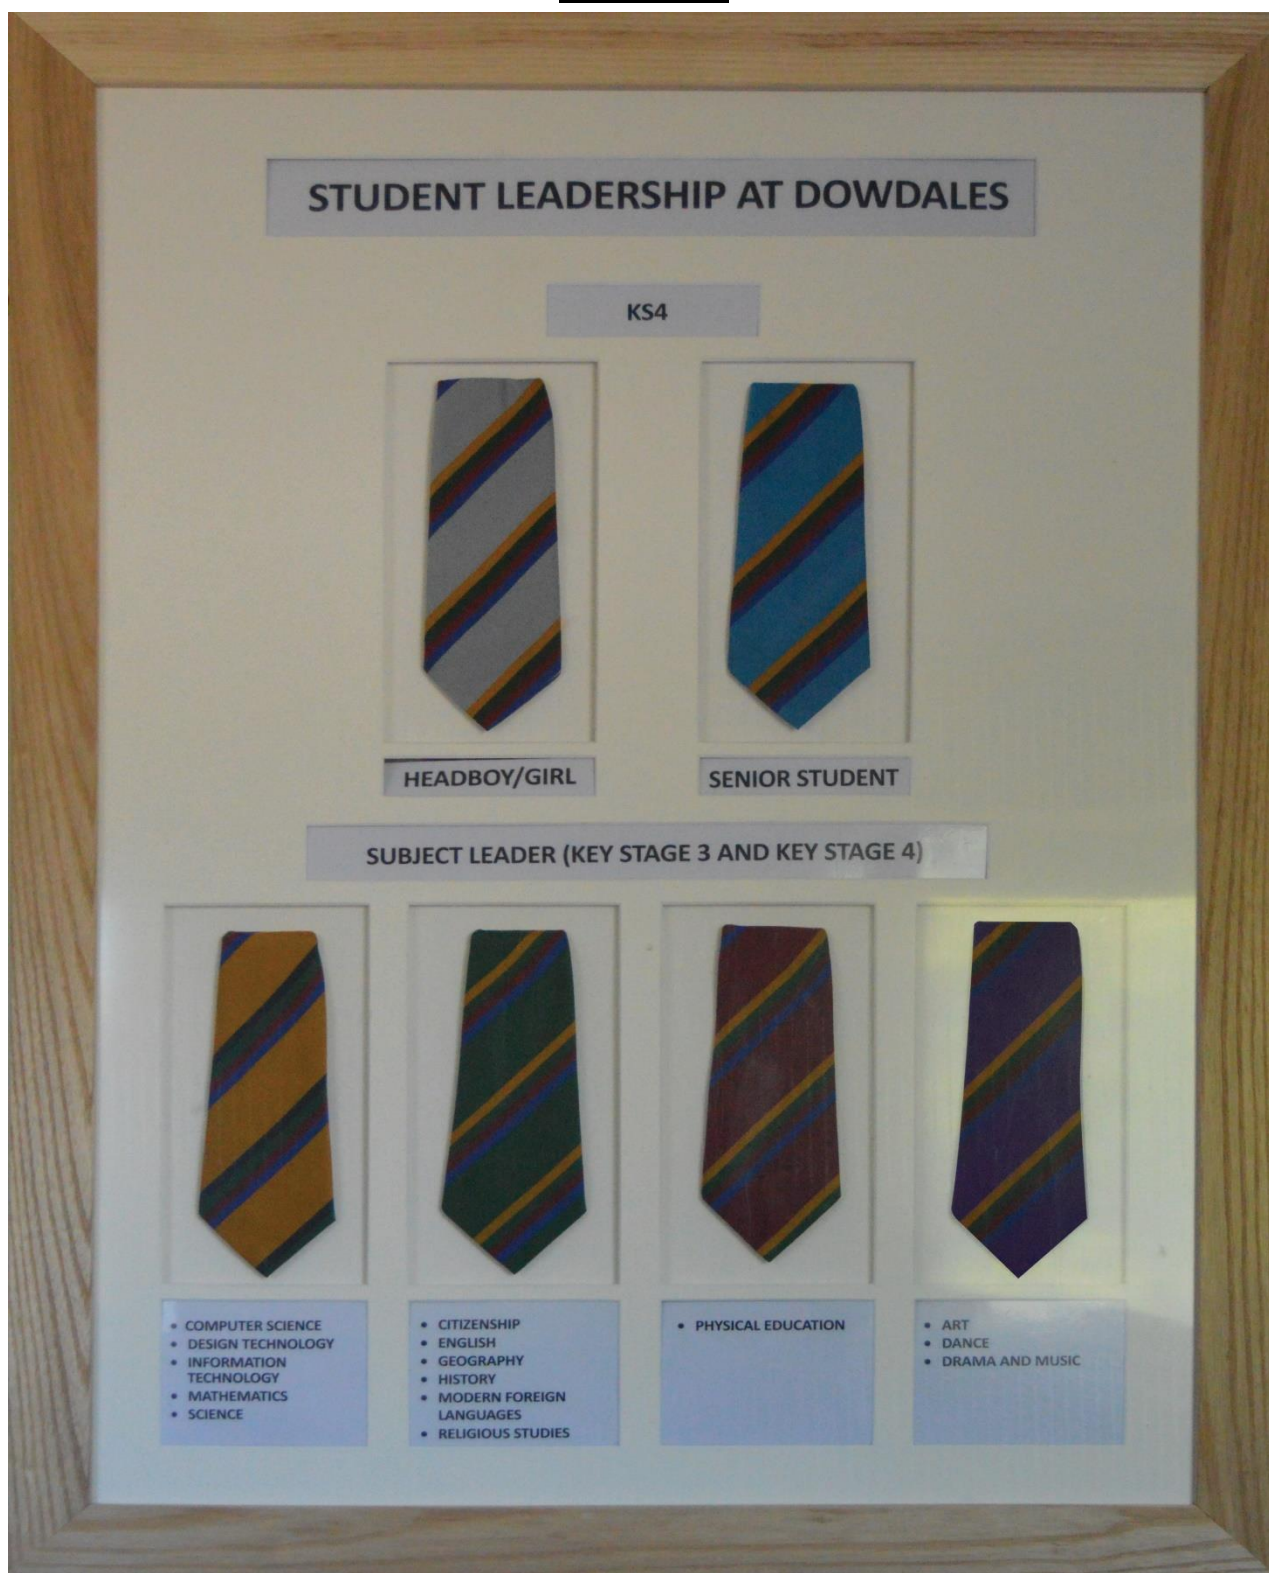 STUDENT LEADERSHIP AT DOWDALES
KS4
HEADBOY/GIRL
SENIOR STUDENT
SUBJECT LEADER (KEY STAGE 3 AND KEY STAGE 4)
• COMPUTER SCIENCE
• DESIGN TECHNOLOGY
• INFORMATION
TECHNOLOGY
• MATHEMATICS
• SCIENCE
• CITIZENSHIP
• ENGLISH
• GEOGRAPHY
• HISTORY
• MODERN FOREIGN
LANGUAGES
• RELIGIOUS STUDIES
• PHYSICAL EDUCATION
• ART
• DANCE
• DRAMA AND MUSIC